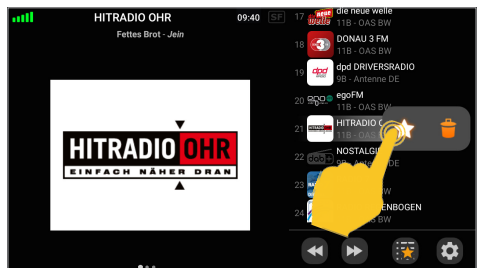 HITRADIO OHR
09:40
SF
Fettes Brot - Jein
HITRADIO OHR
EINFACH NÄHER DRAN
17 die neue welle
11B - OAS BW
18 DONAU 3 FM
11B - OAS BW
19 dpd DRIVERSRADIO
9B - Antenne DE
20 egoFM
11B - OAS BW
21 HITRADIO
11B - OAS
22 NOSTALGI
9B - Antenne DE
23
24
BW